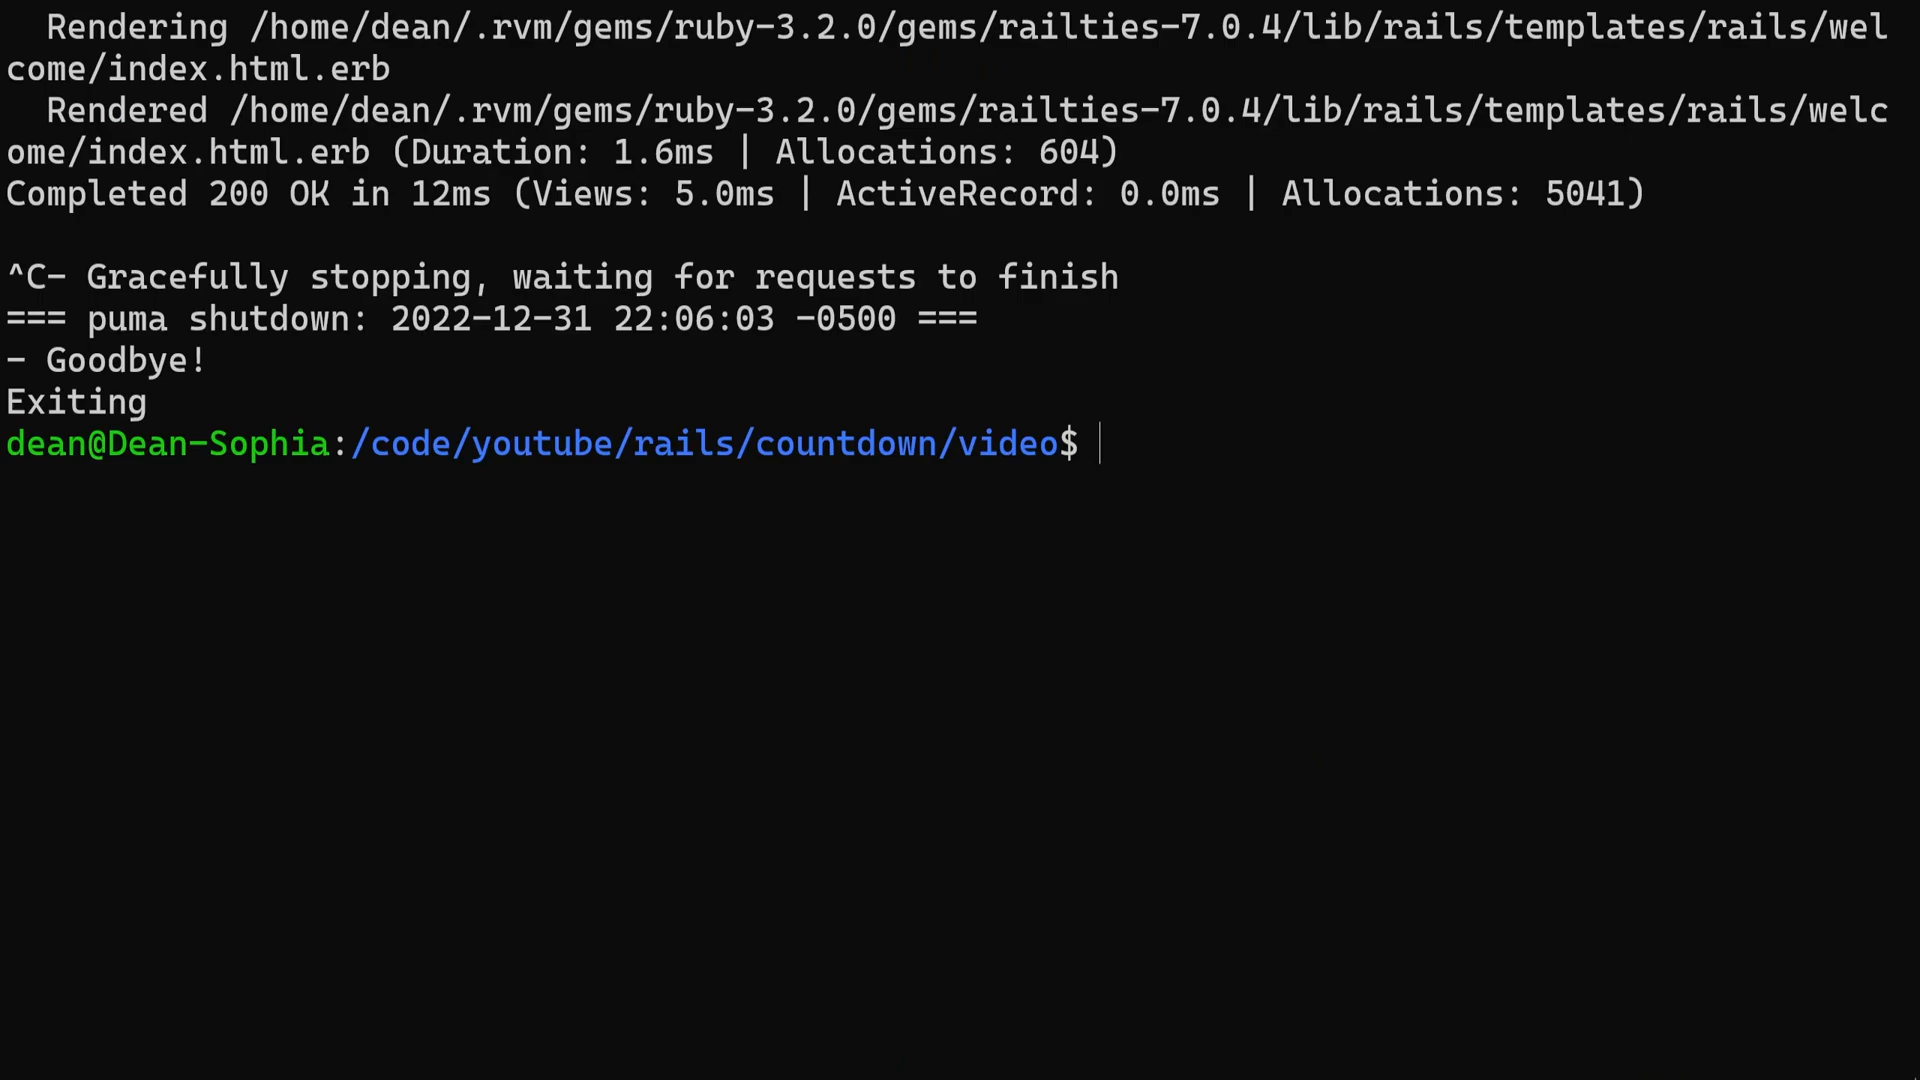 Rendering /home/dean/.rvm/gems/ruby-3.2.0/gems/railties-7.0.4/lib/rails/templates/rails/wel
come/index.html.erb
Rendered /home/dean/.rvm/gems/ruby-3.2.0/gems/railties-7.0.4/lib/rails/templates/rails/welc
ome/index.html.erb (Duration: 1.6ms | Allocations: 604)
Completed 200 OK in 12ms (Views: 5.0ms | ActiveRecord: 0.0ms | Allocations: 5041)
^C- Gracefully stopping, waiting for requests to finish
=== puma shutdown: 2022-12-31 22:06:03 -0500 ===
- Goodbye!
Exiting
dean@Dean-Sophia:/code/youtube/rails/countdown/video$